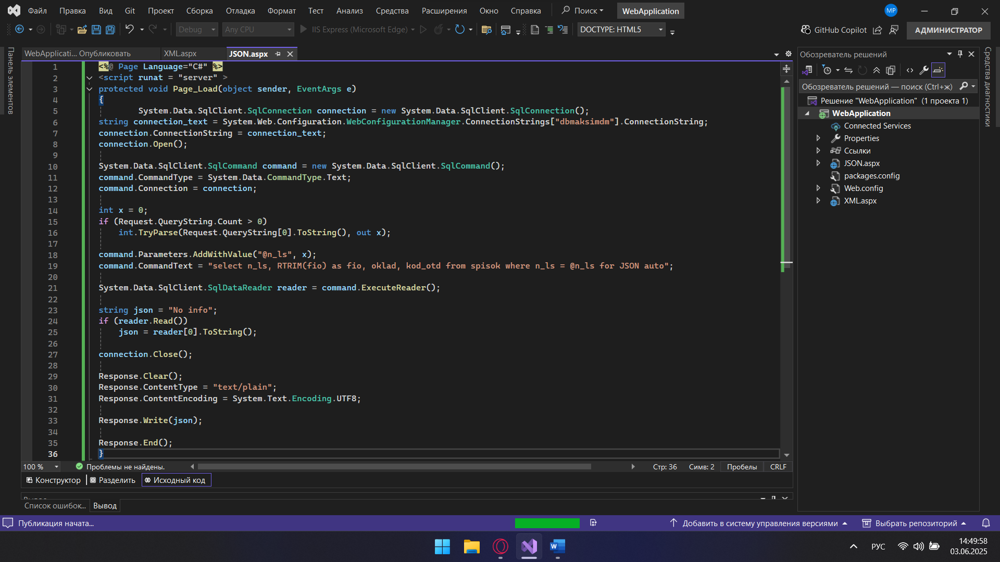 Файл Правка Вид Git Проект Сборка Отладка Формат Тест Анализ Средства Расширения Окно Справка Поиск WebApplication MP
Debug Any CPU IIS Express (Microsoft Edge) DOCTYPE: HTML5 GitHub Copilot АДМИНИСТРАТОР
Панель элементов
WebApplicati... Опубликовать XML.aspx JSON.aspx
1 <%@ Page Language="C#" %>
2 <script runat = "server" >
3 protected void Page_Load(object sender, EventArgs e)
4 {
5 System.Data.SqlClient.SqlConnection connection = new System.Data.SqlClient.SqlConnection();
6 string connection_text = System.Web.Configuration.WebConfigurationManager.ConnectionStrings["dbmaksimdm"].ConnectionString;
7 connection.ConnectionString = connection_text;
8 connection.Open();
9
10 System.Data.SqlClient.SqlCommand command = new System.Data.SqlClient.SqlCommand();
11 command.CommandType = System.Data.CommandType.Text;
12 command.Connection = connection;
13
14 int x = 0;
15 if (Request.QueryString.Count > 0)
16 int.TryParse(Request.QueryString[0].ToString(), out x);
17
18 command.Parameters.AddWithValue("@n_ls", x);
19 command.CommandText = "select n_ls, RTRIM(fio) as fio, oklad, kod_otd from spisok where n_ls = @n_ls for JSON auto";
20
21 System.Data.SqlClient.SqlDataReader reader = command.ExecuteReader();
22
23 string json = "No info";
24 if (reader.Read())
25 json = reader[0].ToString();
26
27 connection.Close();
28
29 Response.Clear();
30 Response.ContentType = "text/plain";
31 Response.ContentEncoding = System.Text.Encoding.UTF8;
32
33 Response.Write(json);
34
35 Response.End();
36 }
100 % Проблемы не найдены. Стр: 36 Симв: 2 Пробелы CRLF
Конструктор Разделить Исходный код
Вывод
Список ошибок... Вывод
Обозреватель решений
Обозреватель решений — поиск (Ctrl+ж)
Решение "WebApplication" (1 проекта 1)
WebApplication
Connected Services
Properties
Ссылки
JSON.aspx
packages.config
Web.config
XML.aspx
Средства диагностики
Публикация начата... Добавить в систему управления версиями Выбрать репозиторий
РУС 14:49:58
03.06.2025